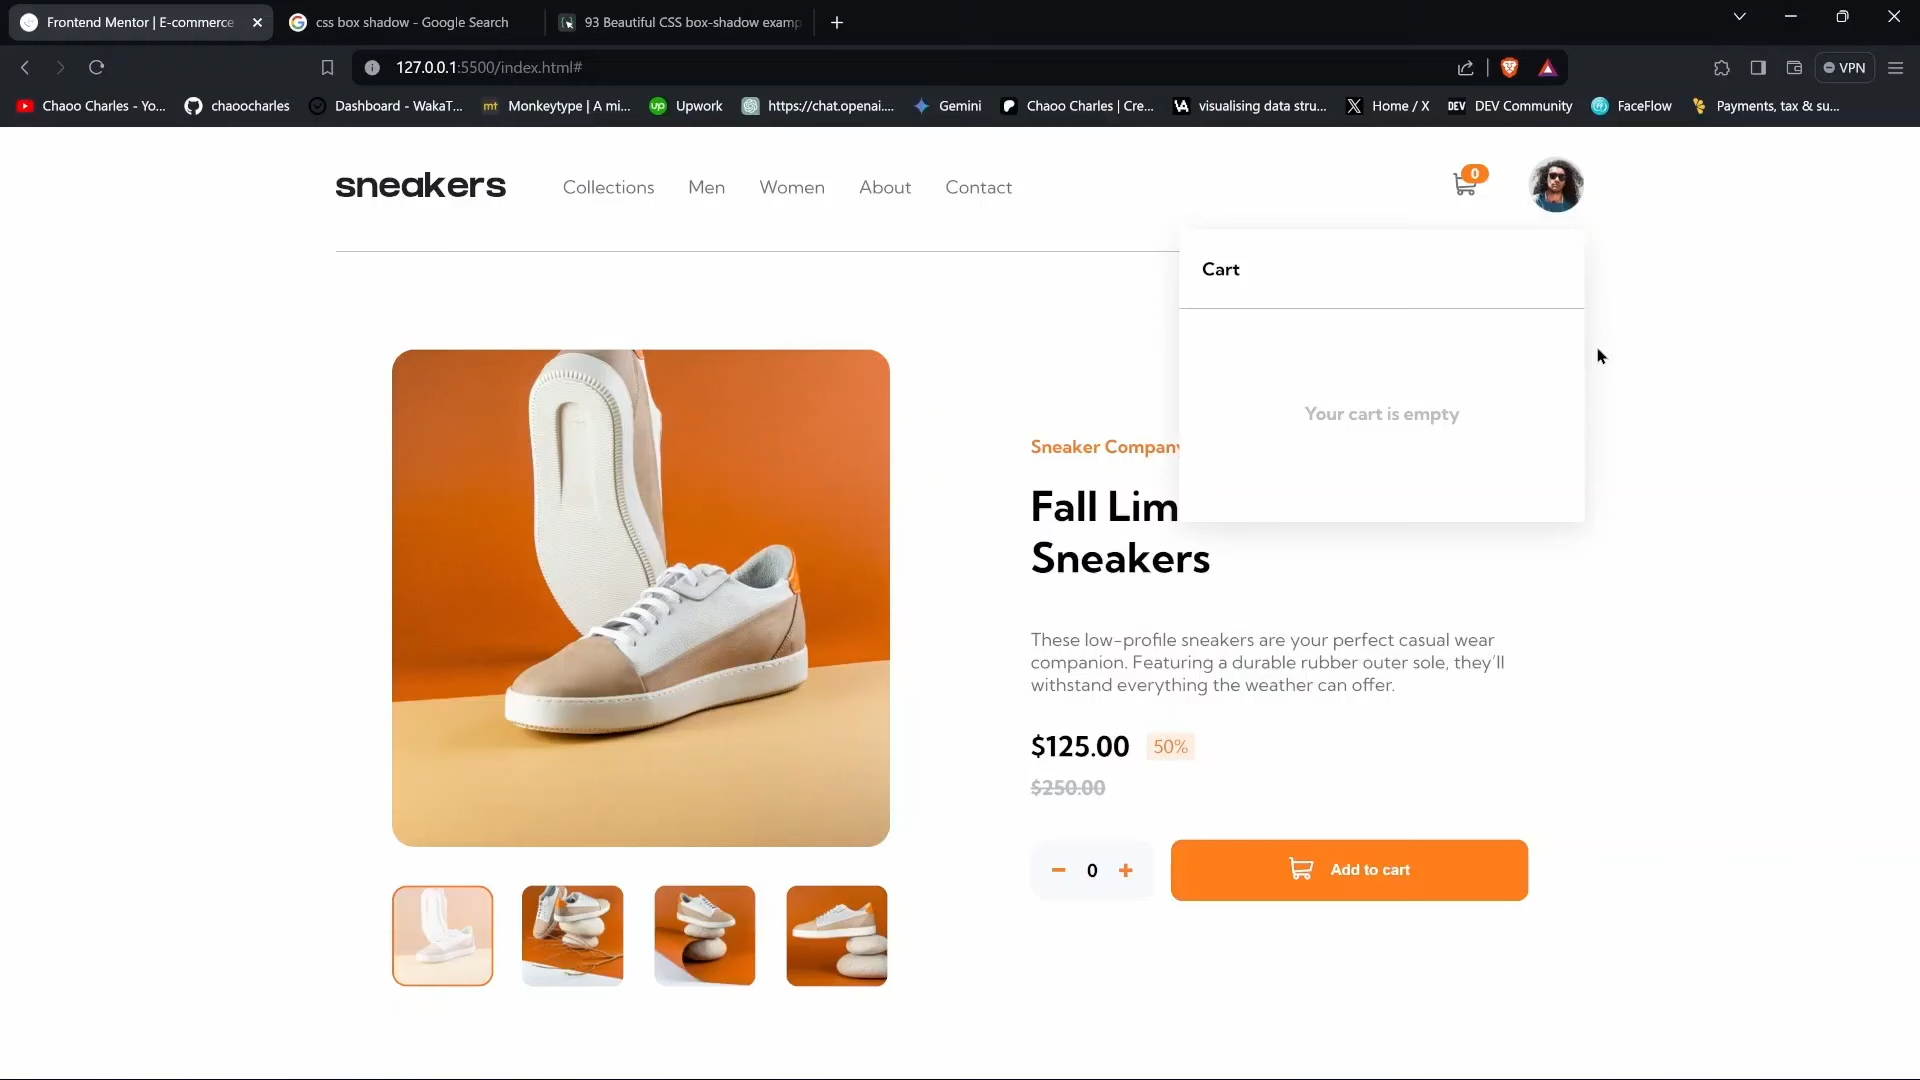 Frontend Mentor | E-commerce
css box shadow - Google Search
93 Beautiful CSS box-shadow examp
127.0.0.1:5500/index.html#
VPN
Chaoo Charles - Yo...
chaoocharles
Dashboard - WakaT...
mt
Monkeytype | A mi...
up
Upwork
https://chat.openai....
Gemini
Chaoo Charles | Cre...
visualising data stru...
Home / X
DEV
DEV Community
FaceFlow
Payments, tax & su...
sneakers
Collections
Men
Women
About
Contact
0
Cart
Your cart is empty
Sneaker Company
Fall Lim
Sneakers
These low-profile sneakers are your perfect casual wear
companion. Featuring a durable rubber outer sole, they'll
withstand everything the weather can offer.
$125.00
50%
$250.00
0
Add to cart